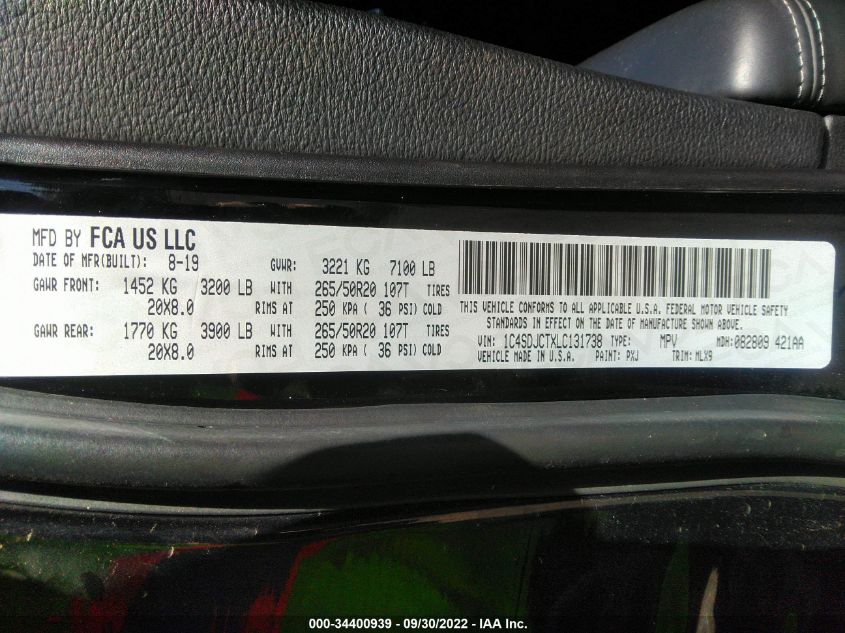 MFD BY FCA US LLC
DATE OF MFR(BUILT): 8-19 GVWR: 3221 KG 7100 LB
GAWR FRONT: 1452 KG 3200 LB WITH 265/50R20 107T TIRES
20X8.0 RIMS AT 250 KPA ( 36 PSI) COLD
GAWR REAR: 1770 KG 3900 LB WITH 265/50R20 107T TIRES
20X8.0 RIMS AT 250 KPA ( 36 PSI) COLD
THIS VEHICLE CONFORMS TO ALL APPLICABLE U.S.A. FEDERAL MOTOR VEHICLE SAFETY
STANDARDS IN EFFECT ON THE DATE OF MANUFACTURE SHOWN ABOVE.
VIN: 1C4SDJCTXLC131738 TYPE: MPV MDH: 082809 421AA
VEHICLE MADE IN U.S.A. PAINT: PXJ TRIM: MLX9
000-34400939 - 09/30/2022 - IAA Inc.